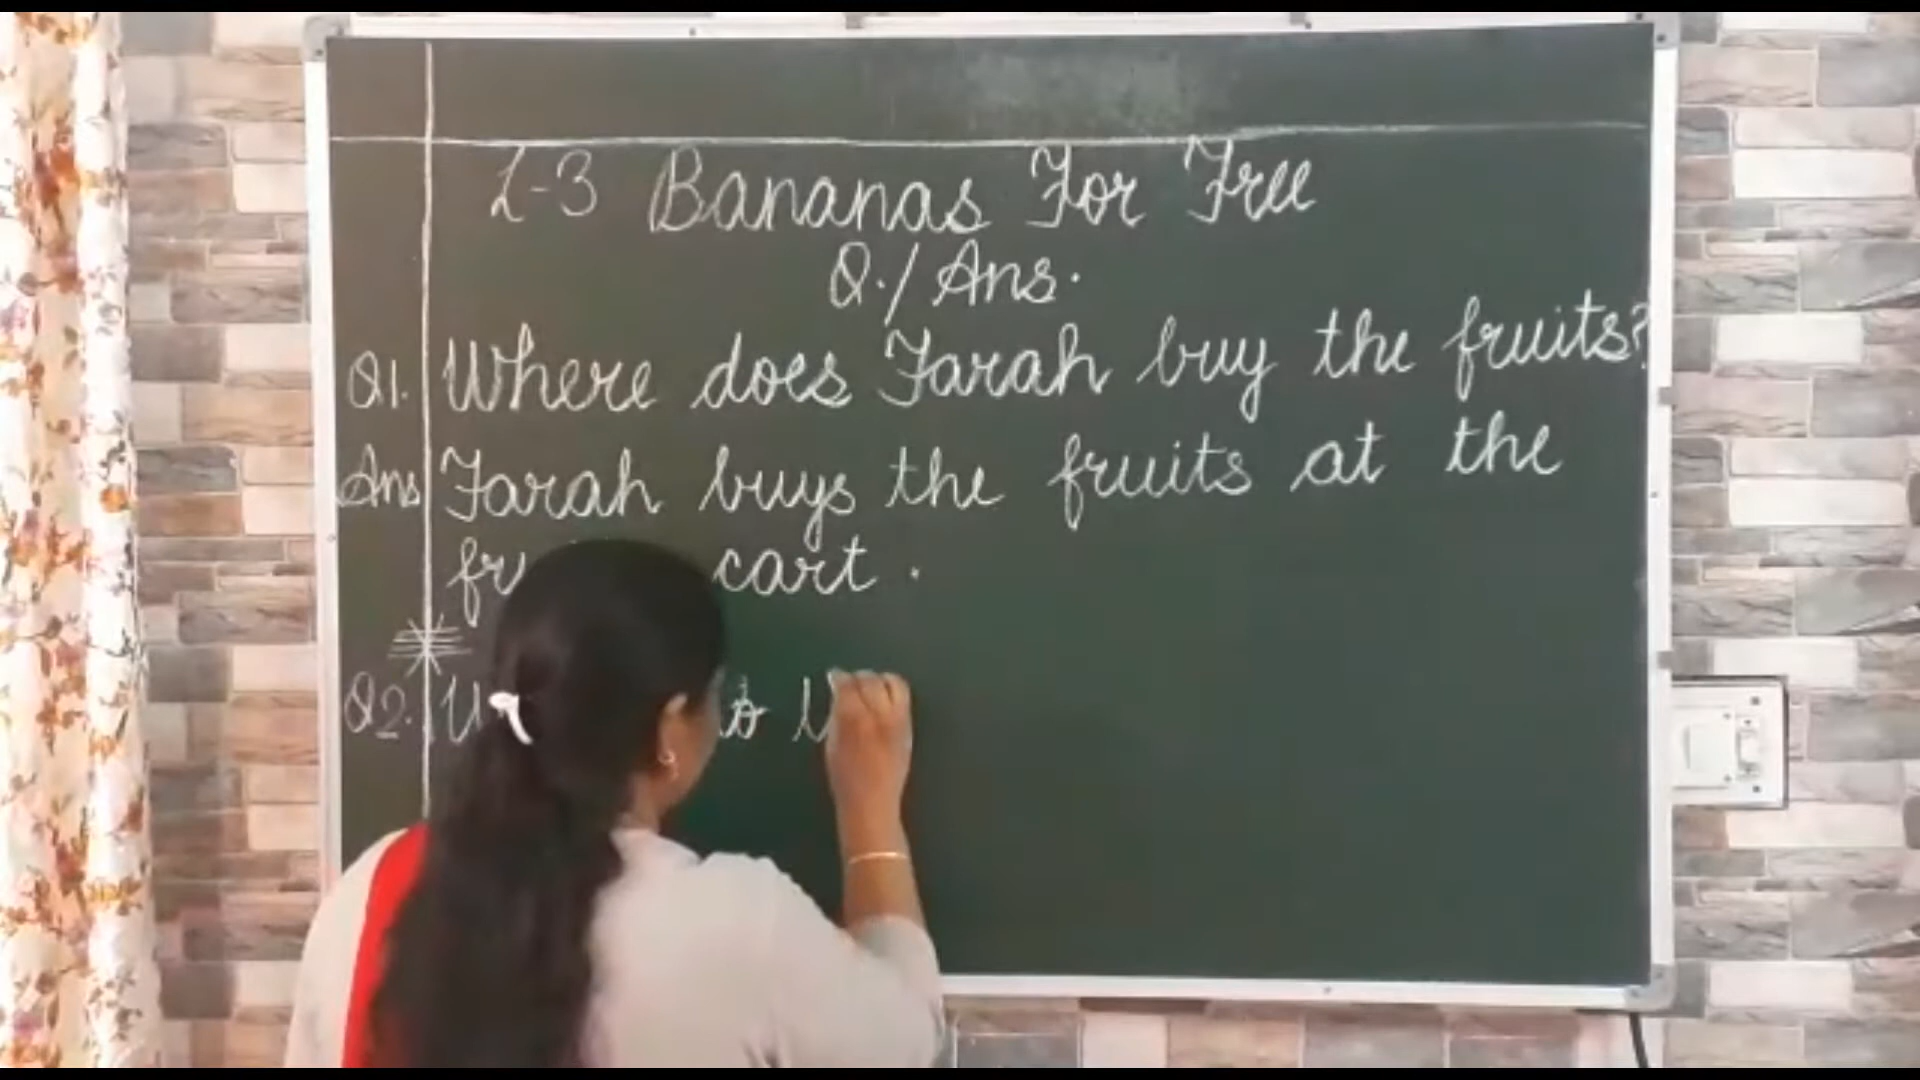 L-3 Bananas For Free
Q./Ans.
Q1. Where does Farah buy the fruits?
Ans Farah buys the fruits at the
cart.
Q2. is